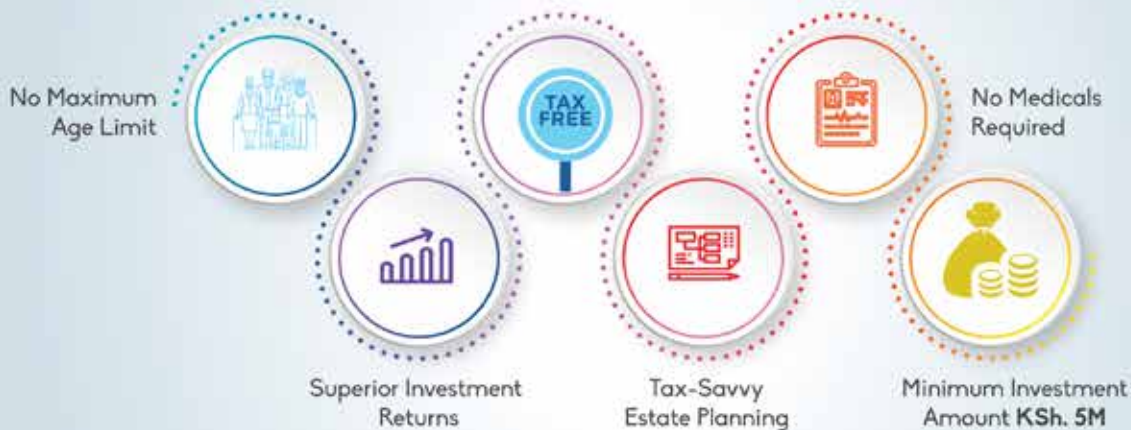 No Maximum
Age Limit
TAX
FREE
No Medicals
Required
Superior Investment
Returns
Tax-Savvy
Estate Planning
Minimum Investment
Amount KSh. 5M